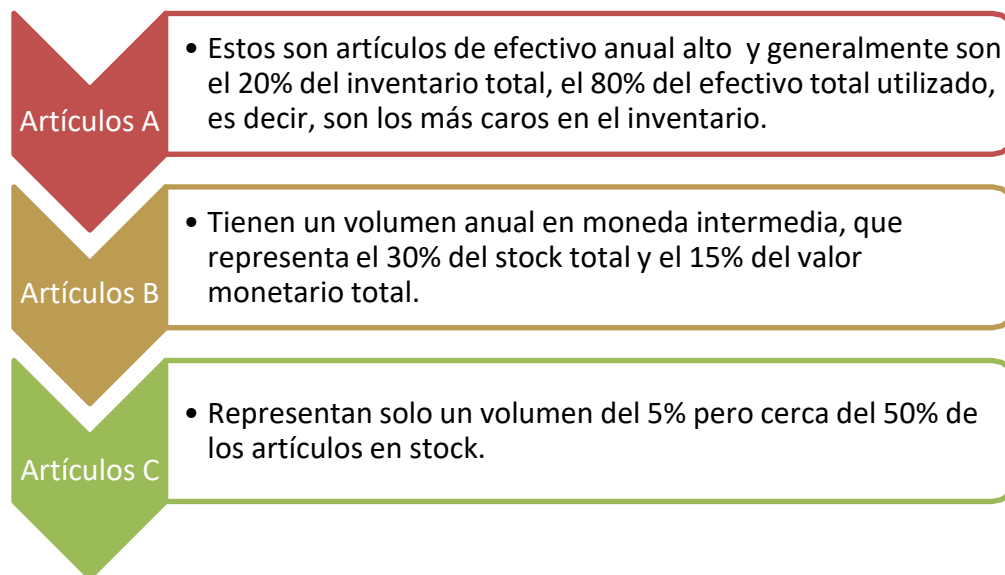 Artículos A
• Estos son artículos de efectivo anual alto y generalmente son
el 20% del inventario total, el 80% del efectivo total utilizado,
es decir, son los más caros en el inventario.
Artículos B
• Tienen un volumen anual en moneda intermedia, que
representa el 30% del stock total y el 15% del valor
monetario total.
Artículos C
• Representan solo un volumen del 5% pero cerca del 50% de
los artículos en stock.